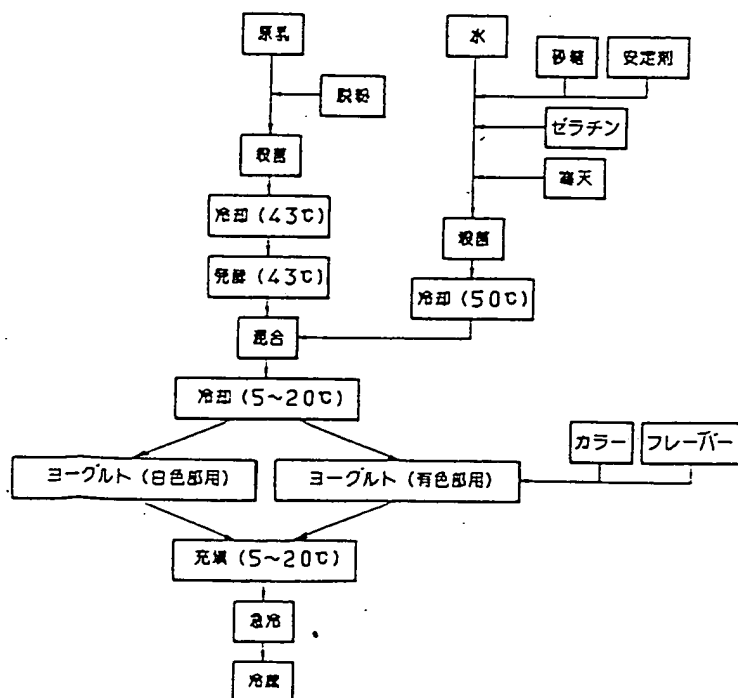 原乳
水
砂糖
安定剤
脱粉
ゼラチン
寒天
殺菌
冷却(43℃)
殺菌
発酵(43℃)
冷却(50℃)
混合
冷却(5～20℃)
カラー
フレーバー
ヨーグルト(白色部用)
ヨーグルト(有色部用)
充填(5～20℃)
急冷
冷蔵